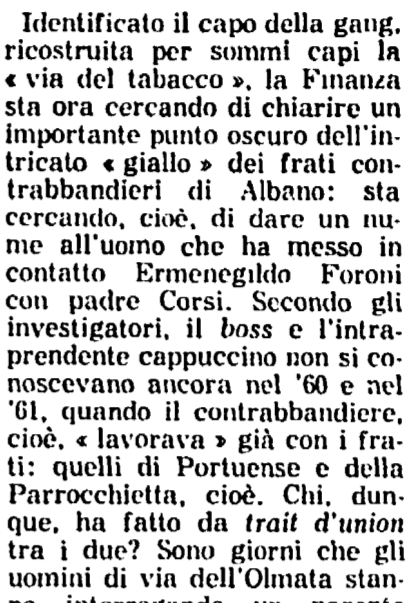 Identificato il capo della gang,
ricostruita per sommi capi la
« via del tabacco », la Finanza
sta ora cercando di chiarire un
importante punto oscuro dell'in-
tricato « giallo » dei frati con-
trabbandieri di Albano: sta
cercando, cioè, di dare un nu-
me all'uomo che ha messo in
contatto Ermenegildo Foroni
con padre Corsi. Secondo gli
investigatori, il boss e l'intra-
prendente cappuccino non si co-
noscevano ancora nel '60 e nel
'61, quando il contrabbandiere,
cioè, « lavorava » già con i fra-
ti: quelli di Portuense e della
Parrocchietta, cioè. Chi, dun-
que, ha fatto da trait d'union
tra i due? Sono giorni che gli
uomini di via dell'Olmata stan-